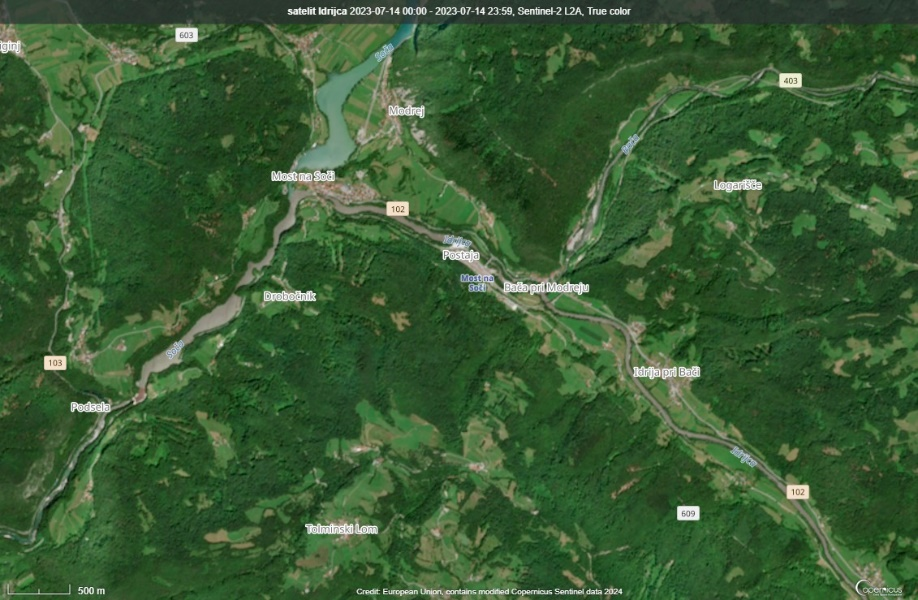 satelit Idrijca 2023-07-14 00:00 - 2023-07-14 23:59, Sentinel-2 L2A, True color
603
Soča
403
Modrej
Bača
Most na Soči
Logaršče
102
Idrijca
Postaja
Most na
Soči
Bača pri Modreju
Drobočnik
Soča
103
Idrija pri Bači
Podsela
Idrijca
102
609
Tolminski Lom
500 m
Credit: European Union, contains modified Copernicus Sentinel data 2024
opernicus